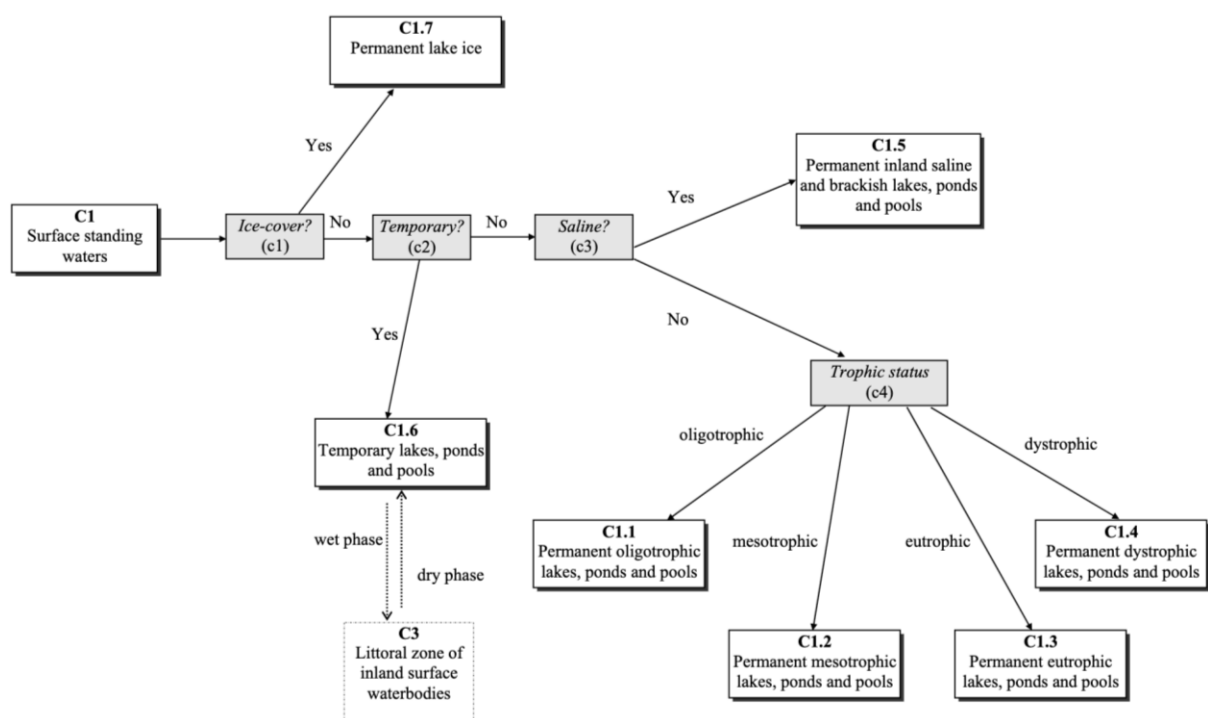 C1.7
Permanent lake ice
Yes
C1.5
Permanent inland saline
and brackish lakes, ponds
and pools
Yes
C1
Surface standing
waters
Ice-cover?
(c1)
No
Temporary?
(c2)
No
Saline?
(c3)
Yes
No
Trophic status
(c4)
C1.6
Temporary lakes, ponds
and pools
oligotrophic
dystrophic
mesotrophic
eutrophic
wet phase
dry phase
C1.1
Permanent oligotrophic
lakes, ponds and pools
C1.4
Permanent dystrophic
lakes, ponds and pools
C3
Littoral zone of
inland surface
waterbodies
C1.2
Permanent mesotrophic
lakes, ponds and pools
C1.3
Permanent eutrophic
lakes, ponds and pools